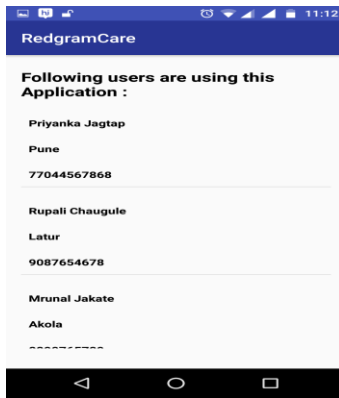 11:12
RedgramCare
Following users are using this
Application :
Priyanka Jagtap
Pune
77044567868
Rupali Chaugule
Latur
9087654678
Mrunal Jakate
Akola